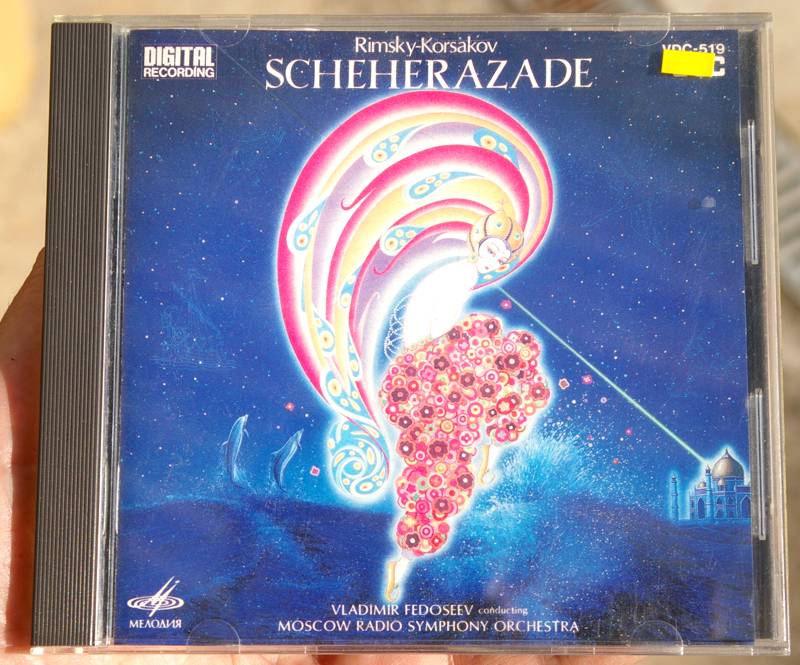 DIGITAL
RECORDING
Rimsky-Korsakov
SCHEHERAZADE
VDC-519
МЕЛОДИЯ
VLADIMIR FEDOSEEV conducting
MOSCOW RADIO SYMPHONY ORCHESTRA